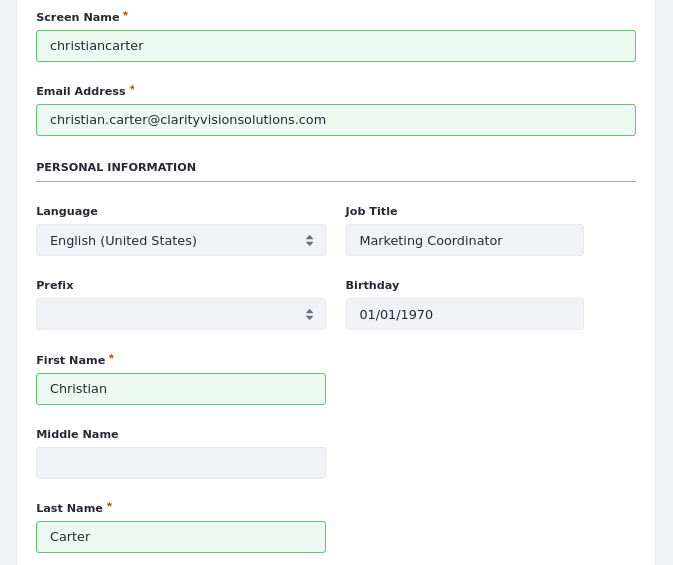 Screen Name *
christiancarter
Email Address *
christian.carter@clarityvisionsolutions.com
PERSONAL INFORMATION
Language
Job Title
English (United States)
Marketing Coordinator
Prefix
Birthday
01/01/1970
First Name *
Christian
Middle Name
Last Name *
Carter